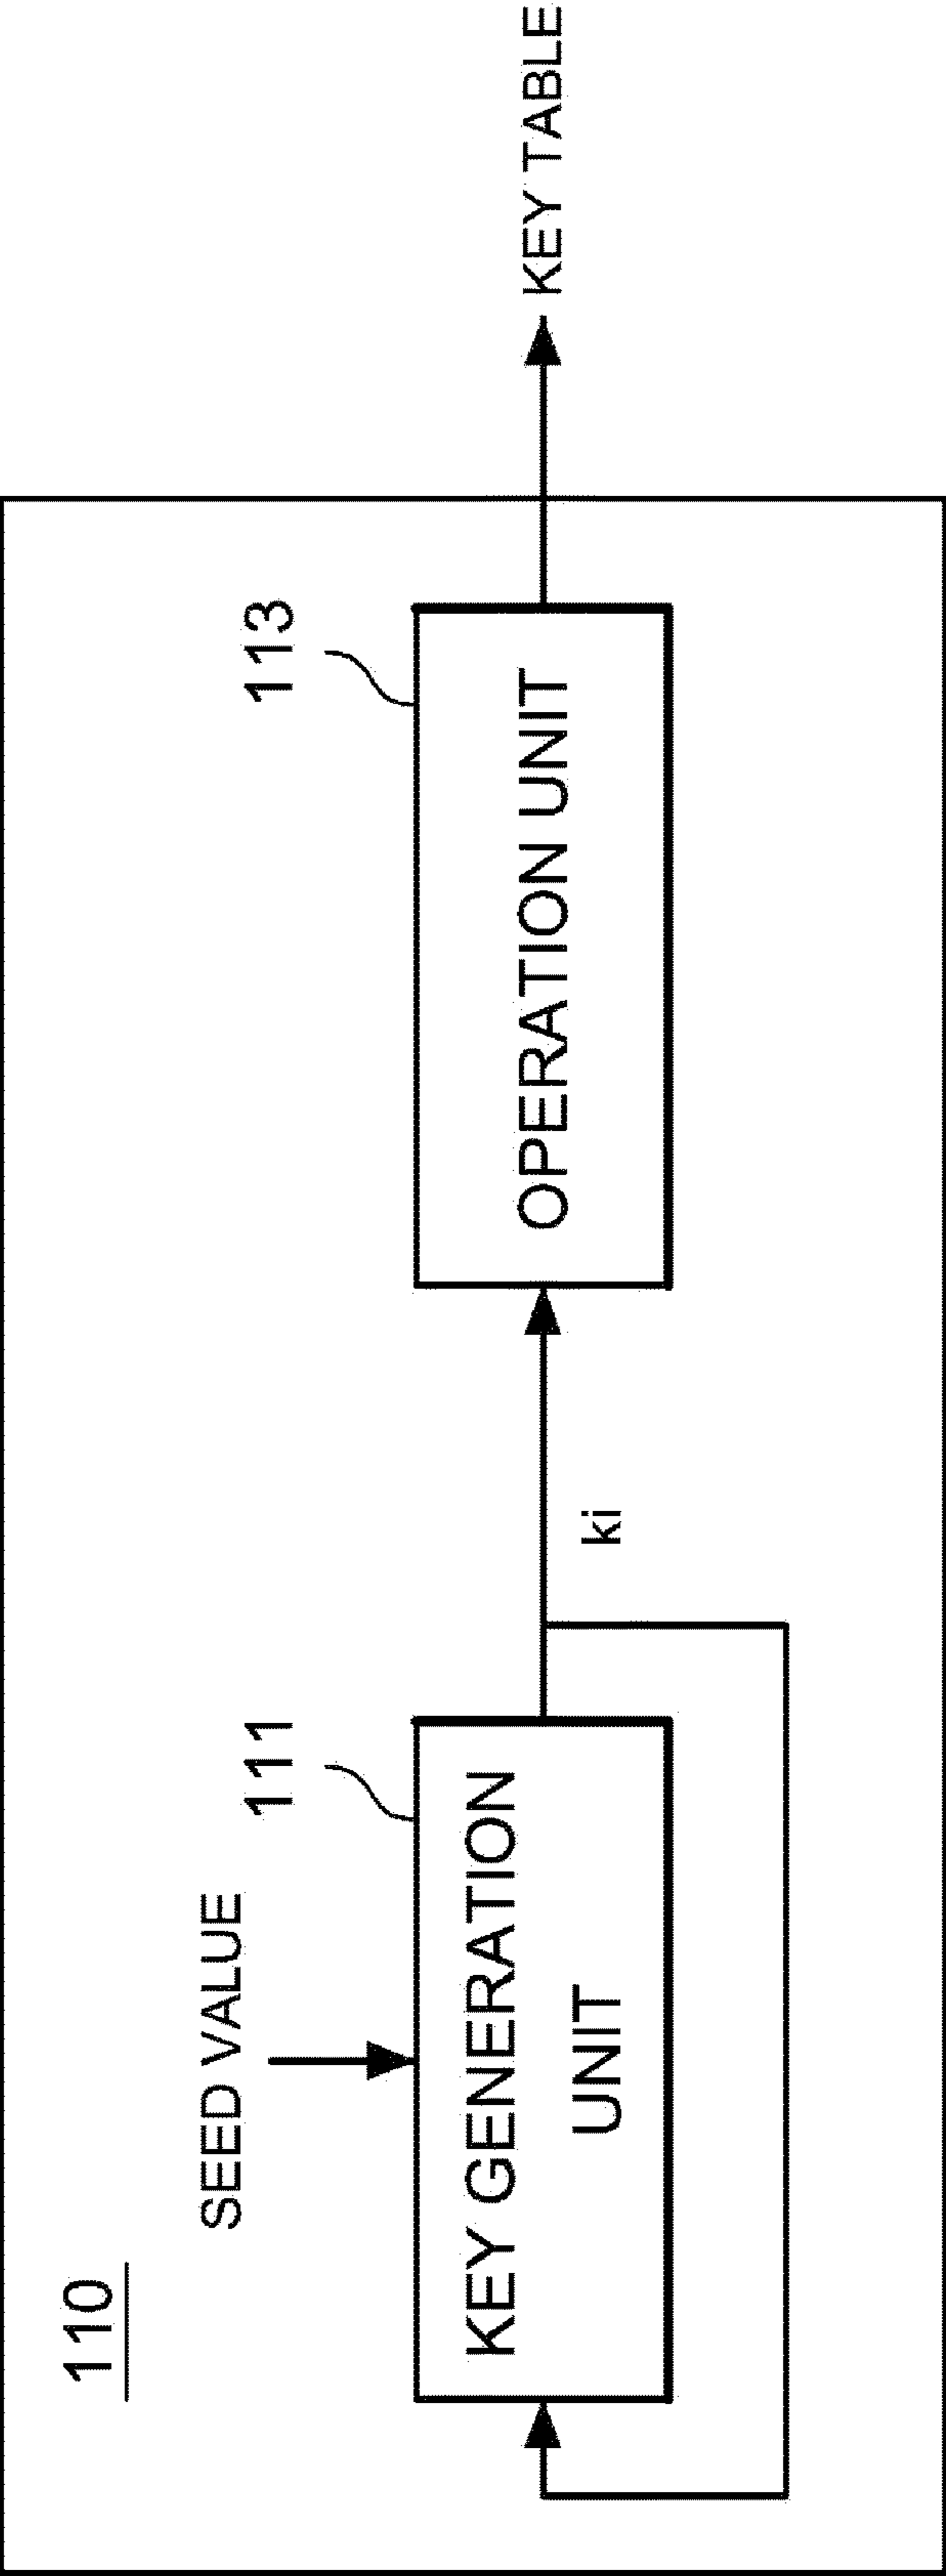 110
SEED VALUE
111
KEY GENERATION
UNIT
ki
113
OPERATION UNIT
KEY TABLE